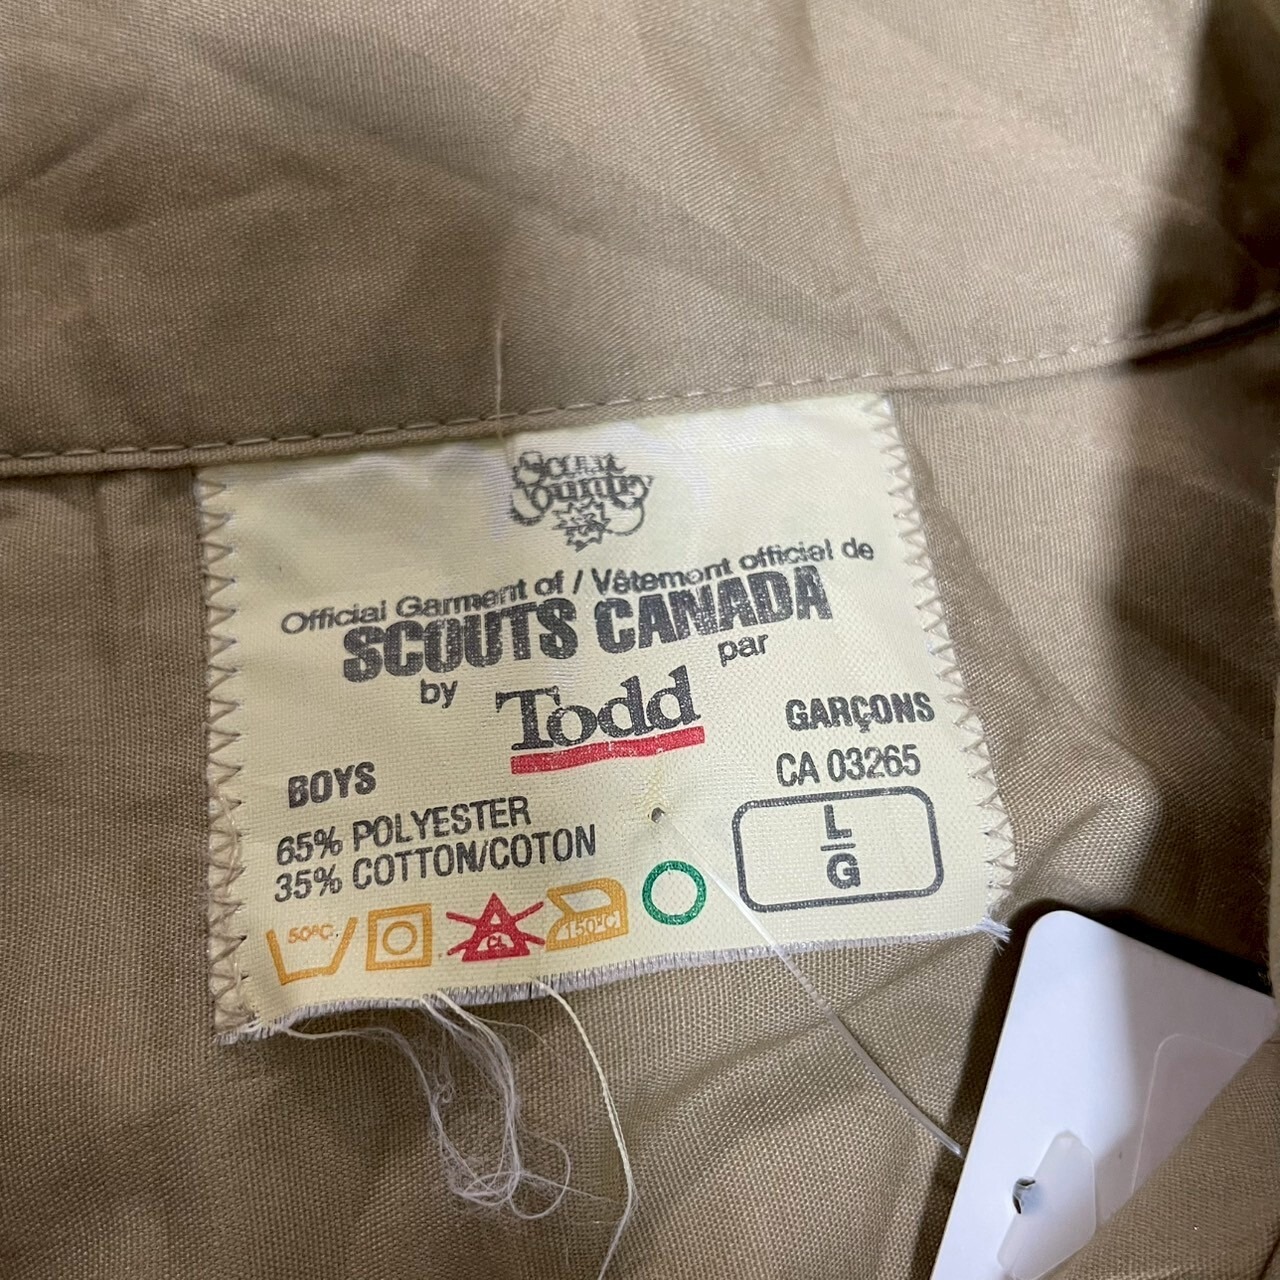 Scout
Country
Official Garment of / Vêtement officiel de
SCOUTS CANADA
by Todd par
BOYS GARÇONS
65% POLYESTER CA 03265
35% COTTON/COTON
L
G
50°C. CL 150°C